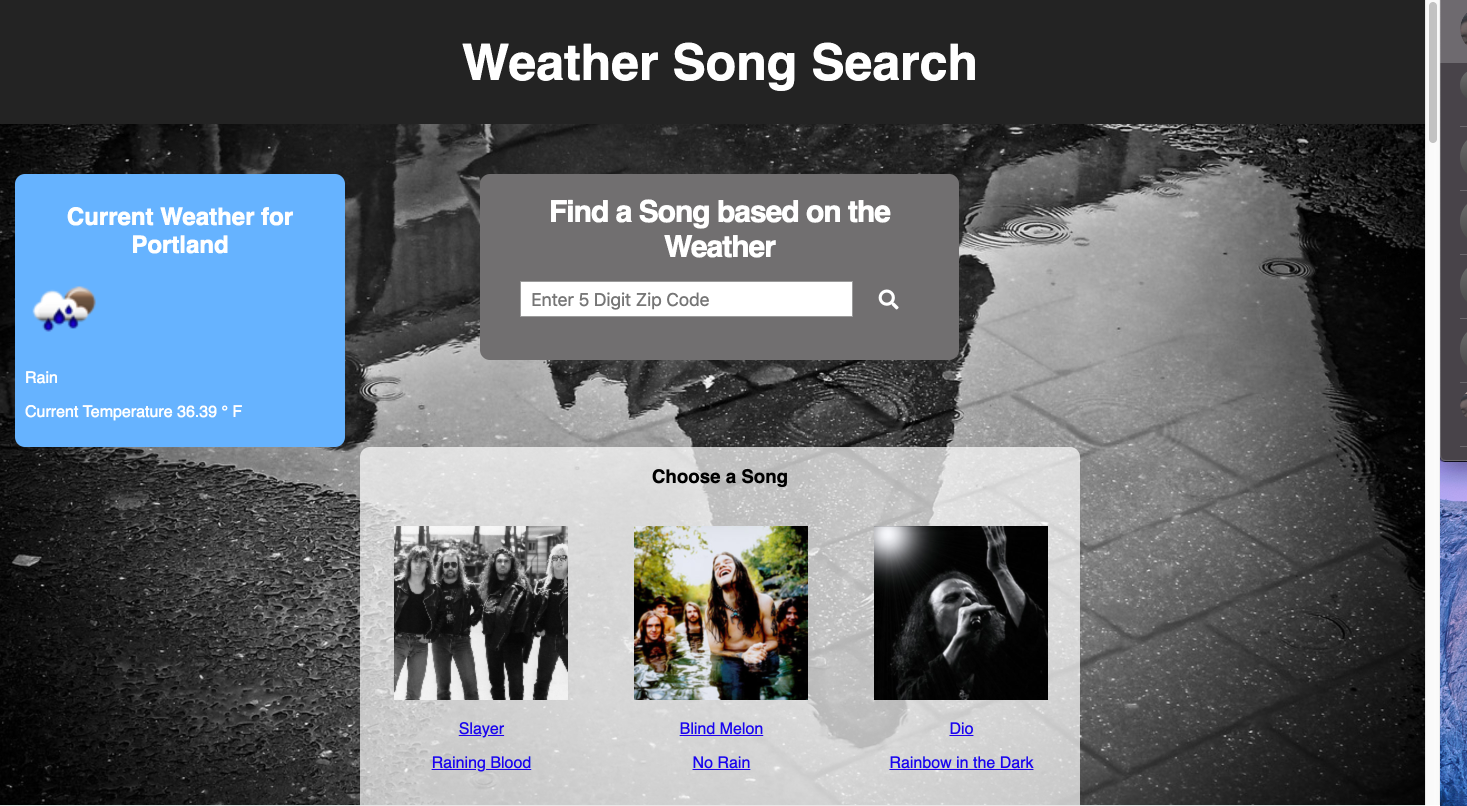 Weather Song Search
Current Weather for
Portland
Rain
Current Temperature 36.39 ° F
Find a Song based on the
Weather
Enter 5 Digit Zip Code
Choose a Song
Slayer
Raining Blood
Blind Melon
No Rain
Dio
Rainbow in the Dark